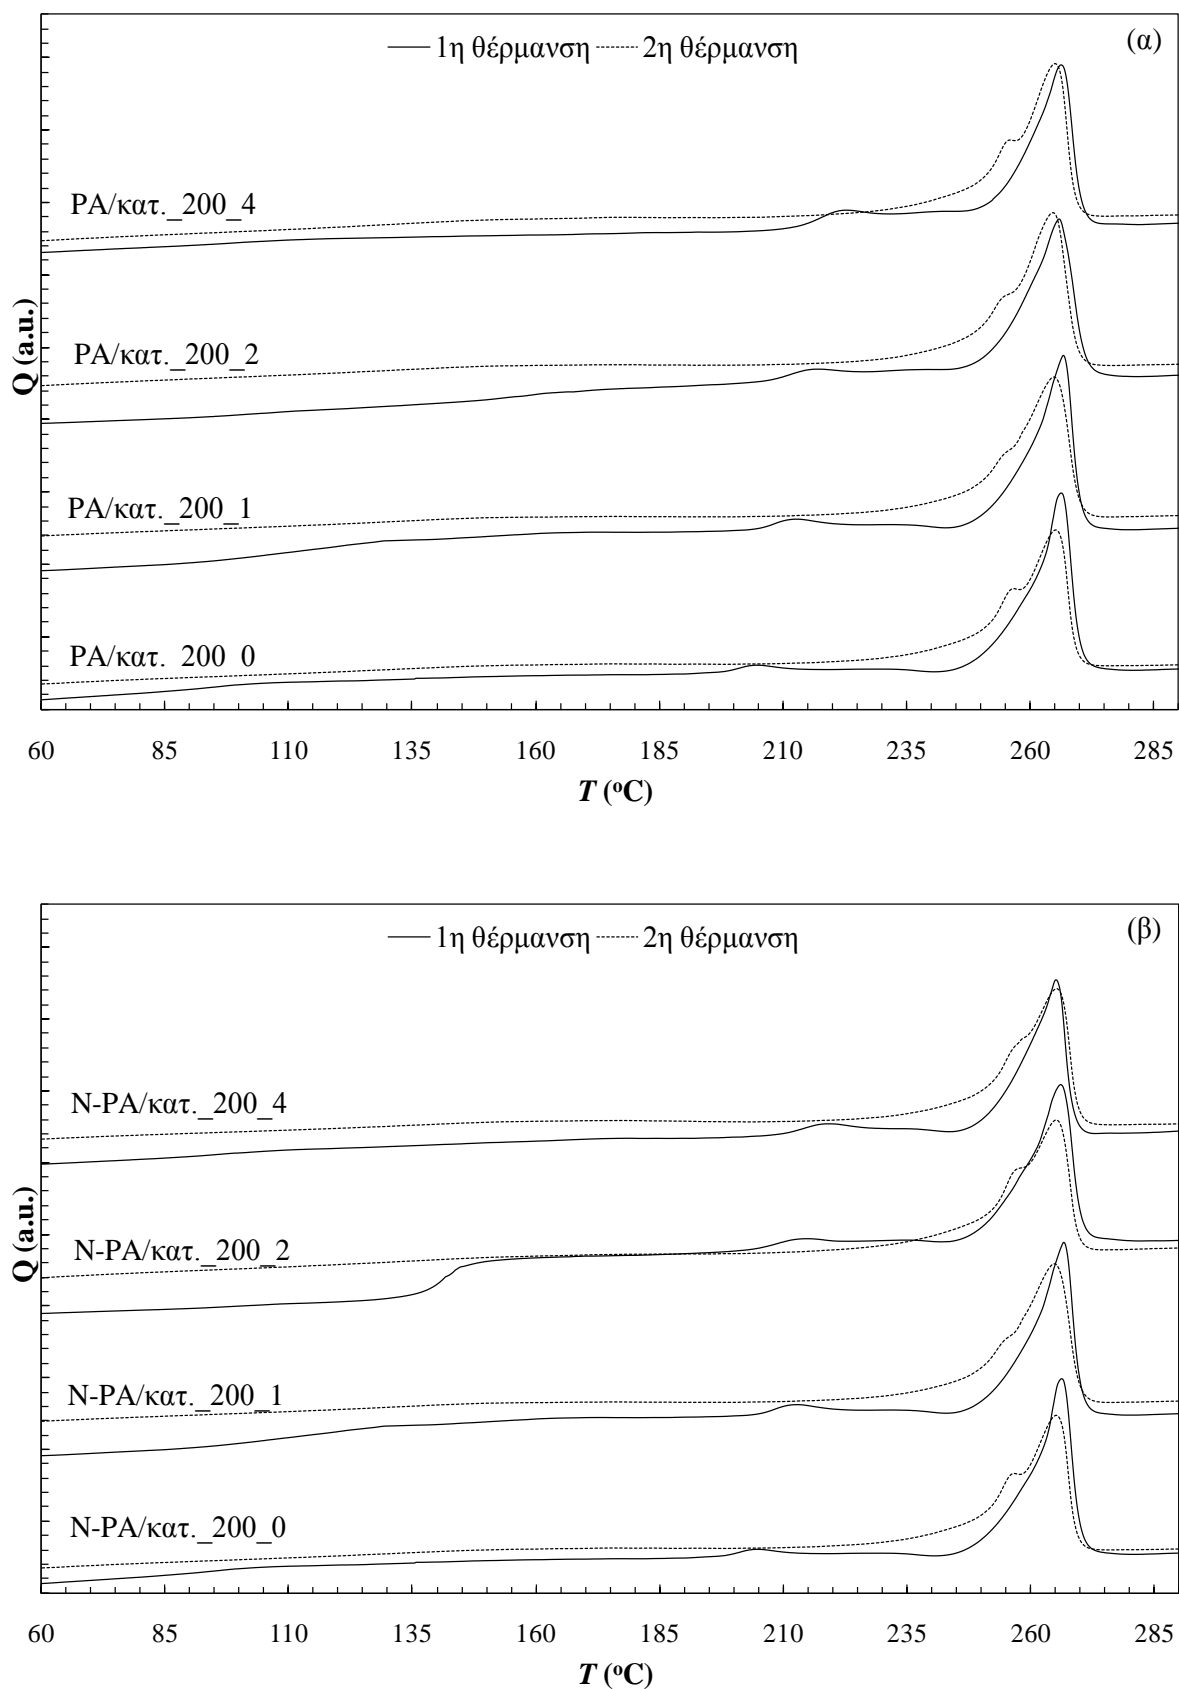 (α)
1η θέρμανση 2η θέρμανση
PA/κατ._200_4
PA/κατ._200_2
PA/κατ._200_1
PA/κατ. 200 0
Q (a.u.)
60 85 110 135 160 185 210 235 260 285
T (ºC)
(β)
1η θέρμανση 2η θέρμανση
N-PA/κατ._200_4
N-PA/κατ._200_2
N-PA/κατ._200_1
N-PA/κατ._200_0
Q (a.u.)
60 85 110 135 160 185 210 235 260 285
T (ºC)